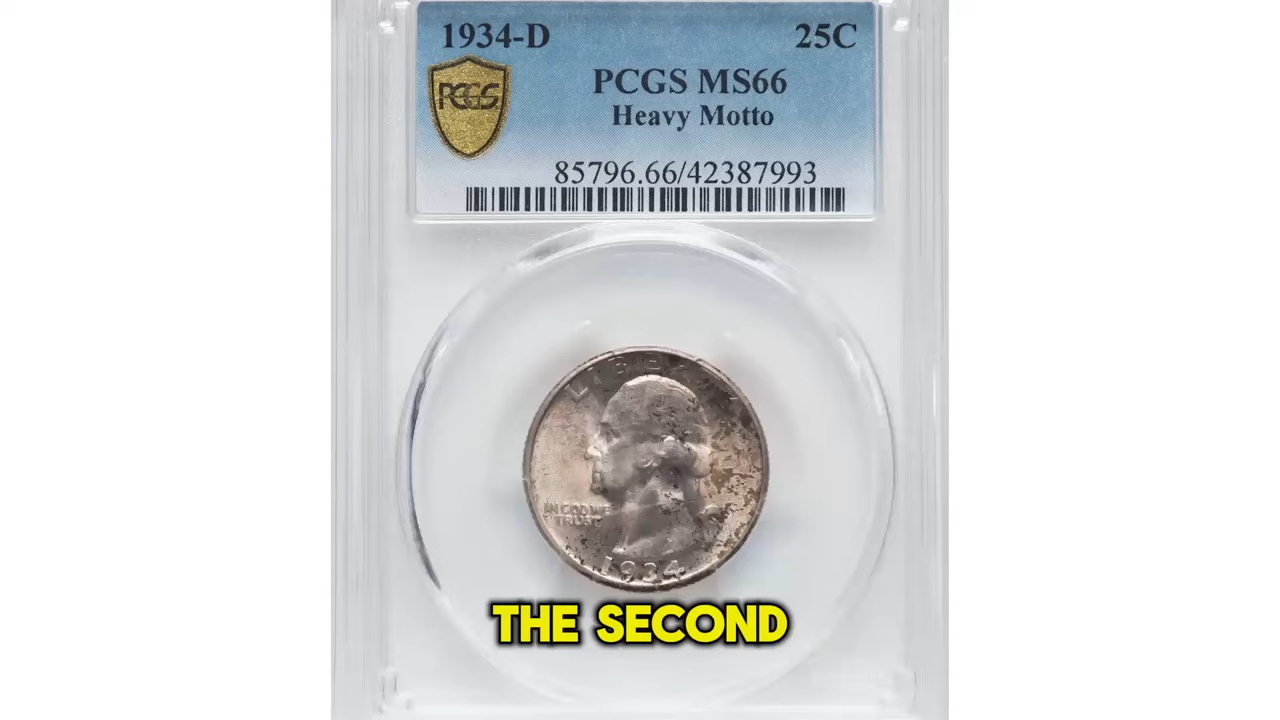 1934-D 25C
PCGS MS66
PCGS
Heavy Motto
85796.66/42387993
LIBERTY
IN GOD WE
TRUST
1934
THE SECOND